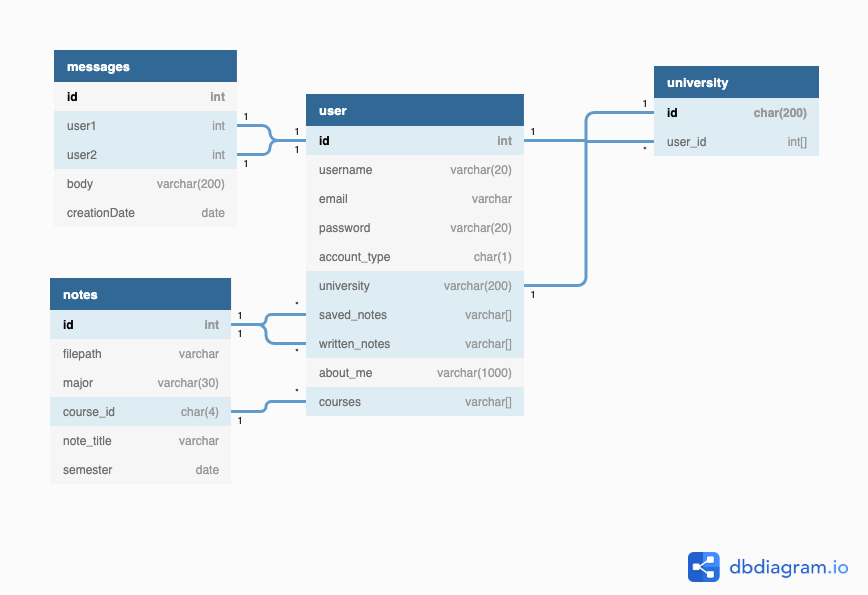 messages
id int
user1 int
user2 int
body varchar(200)
creationDate date
1
1
1
1
user
id int
username varchar(20)
email varchar
password varchar(20)
account_type char(1)
university varchar(200)
saved_notes varchar[]
written_notes varchar[]
about_me varchar(1000)
courses varchar[]
1
1
1
*
university
id char(200)
user_id int[]
notes
id int
filepath varchar
major varchar(30)
course_id char(4)
note_title varchar
semester date
1
1
*
*
*
1
dbdiagram.io